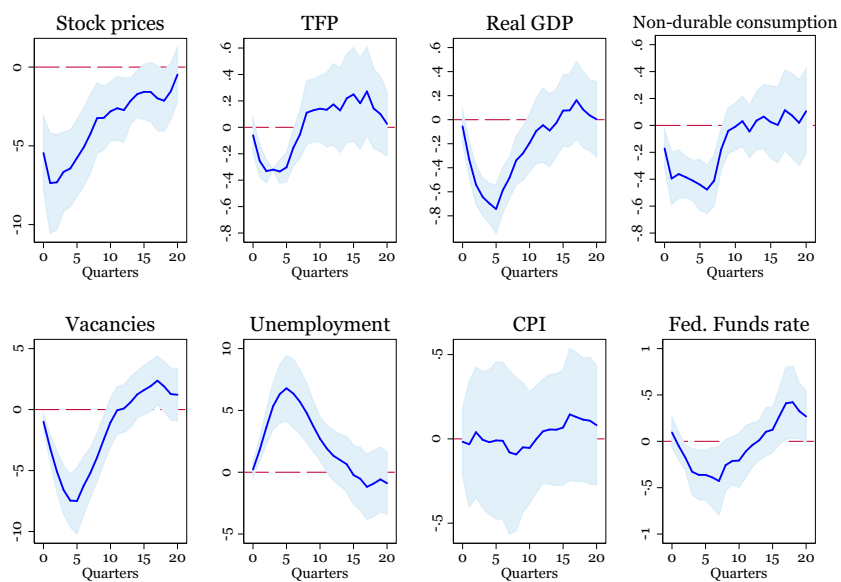 Stock prices
0
-5
-10
0 5 10 15 20
Quarters
TFP
.6
.4
.2
0
-.2
-.4
-.6
-.8
0 5 10 15 20
Quarters
Real GDP
.6
.4
.2
0
-.2
-.4
-.6
-.8
0 5 10 15 20
Quarters
Non-durable consumption
.6
.4
.2
0
-.2
-.4
-.6
-.8
0 5 10 15 20
Quarters
Vacancies
5
0
-5
-10
0 5 10 15 20
Quarters
Unemployment
10
5
0
-5
0 5 10 15 20
Quarters
CPI
.5
0
-.5
0 5 10 15 20
Quarters
Fed. Funds rate
1
.5
0
-.5
-1
0 5 10 15 20
Quarters